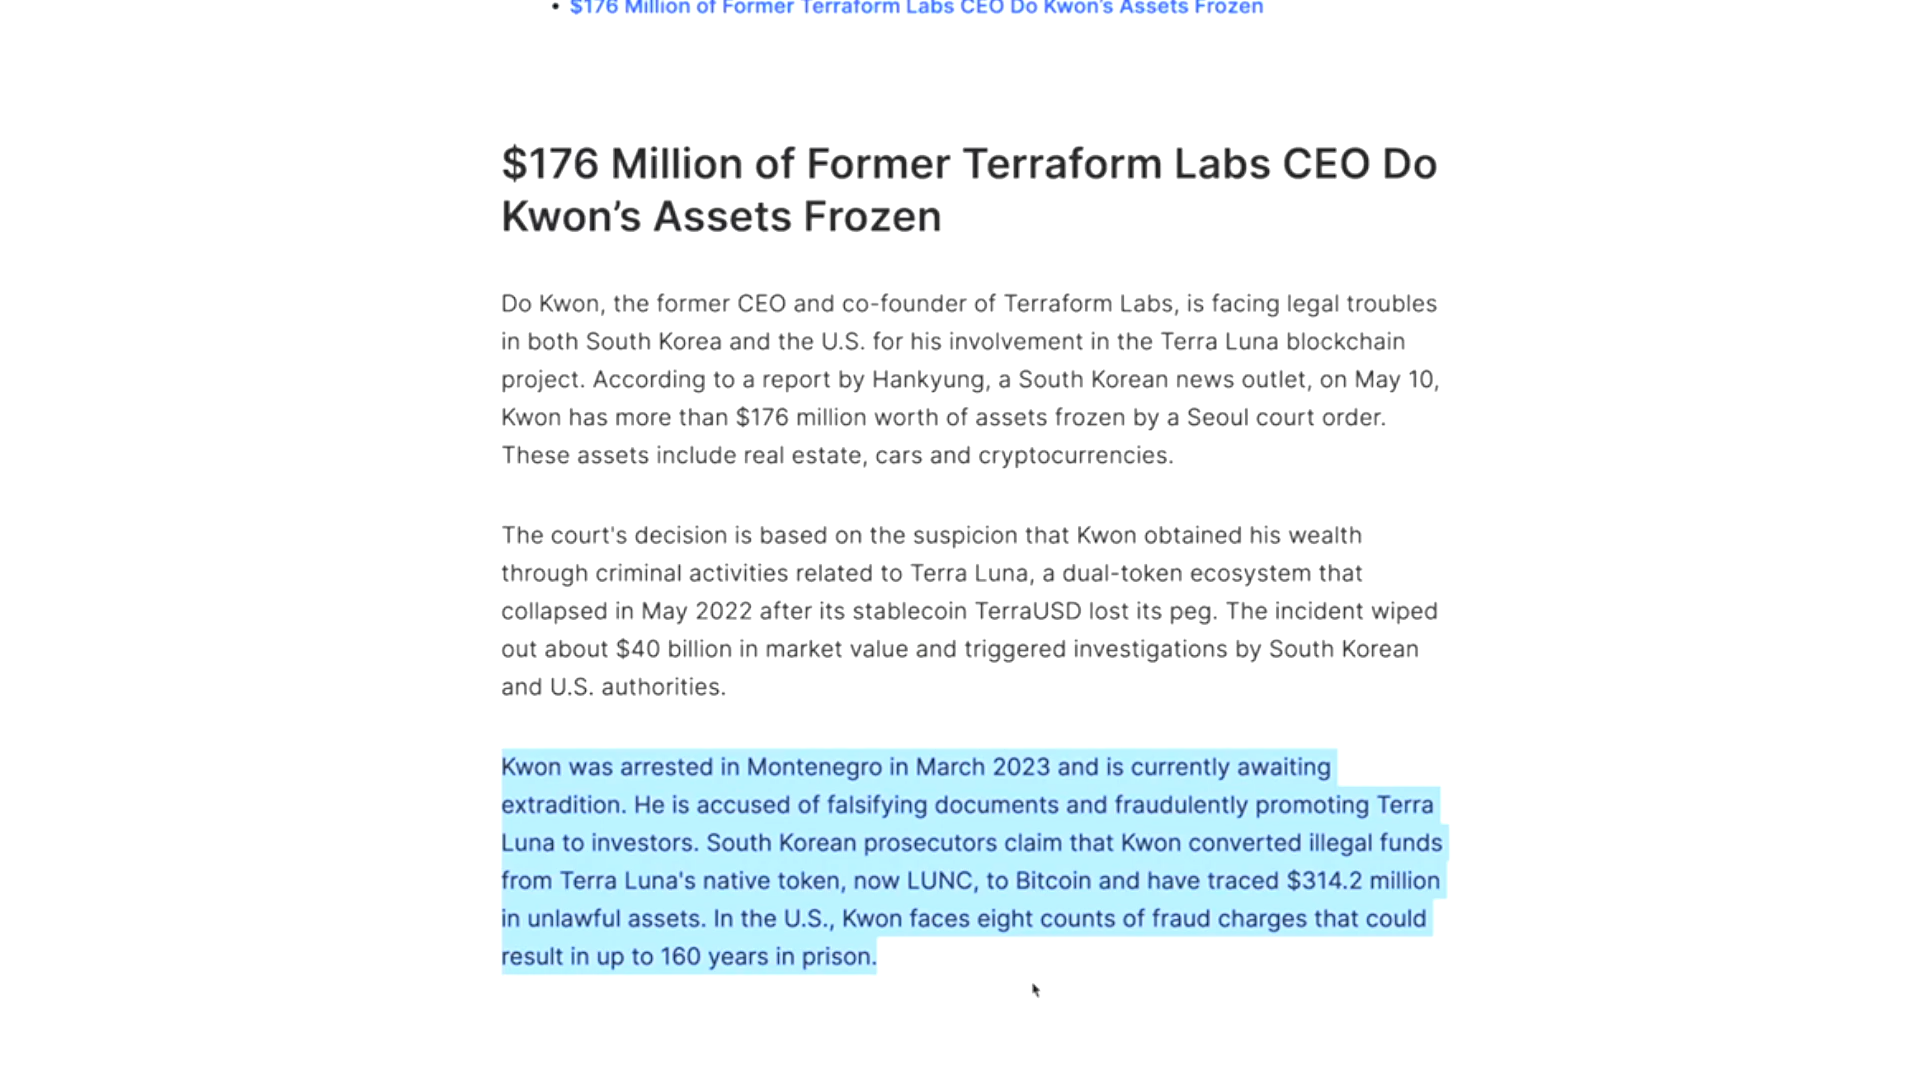 • $176 Million of Former Terraform Labs CEO Do Kwon's Assets Frozen
$176 Million of Former Terraform Labs CEO Do
Kwon’s Assets Frozen
Do Kwon, the former CEO and co-founder of Terraform Labs, is facing legal troubles
in both South Korea and the U.S. for his involvement in the Terra Luna blockchain
project. According to a report by Hankyung, a South Korean news outlet, on May 10,
Kwon has more than $176 million worth of assets frozen by a Seoul court order.
These assets include real estate, cars and cryptocurrencies.
The court's decision is based on the suspicion that Kwon obtained his wealth
through criminal activities related to Terra Luna, a dual-token ecosystem that
collapsed in May 2022 after its stablecoin TerraUSD lost its peg. The incident wiped
out about $40 billion in market value and triggered investigations by South Korean
and U.S. authorities.
Kwon was arrested in Montenegro in March 2023 and is currently awaiting
extradition. He is accused of falsifying documents and fraudulently promoting Terra
Luna to investors. South Korean prosecutors claim that Kwon converted illegal funds
from Terra Luna's native token, now LUNC, to Bitcoin and have traced $314.2 million
in unlawful assets. In the U.S., Kwon faces eight counts of fraud charges that could
result in up to 160 years in prison.